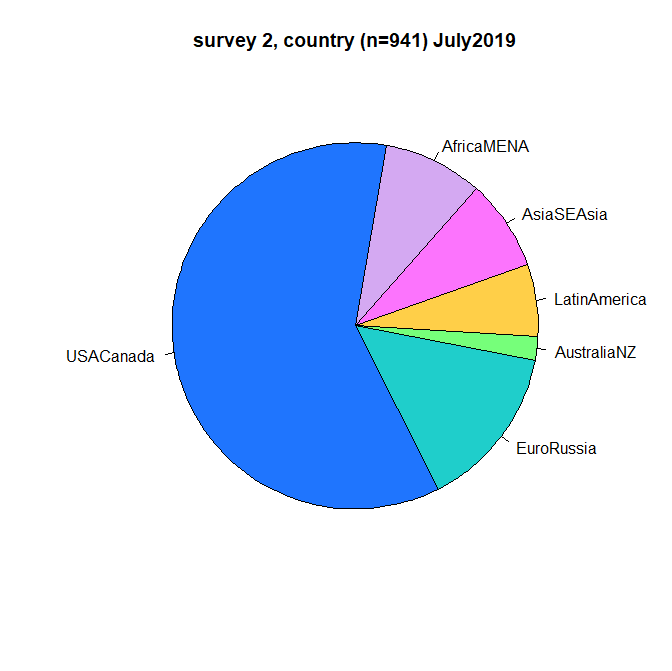 survey 2, country (n=941) July2019
AfricaMENA
AsiaSEAsia
LatinAmerica
AustraliaNZ
USACanada
EuroRussia